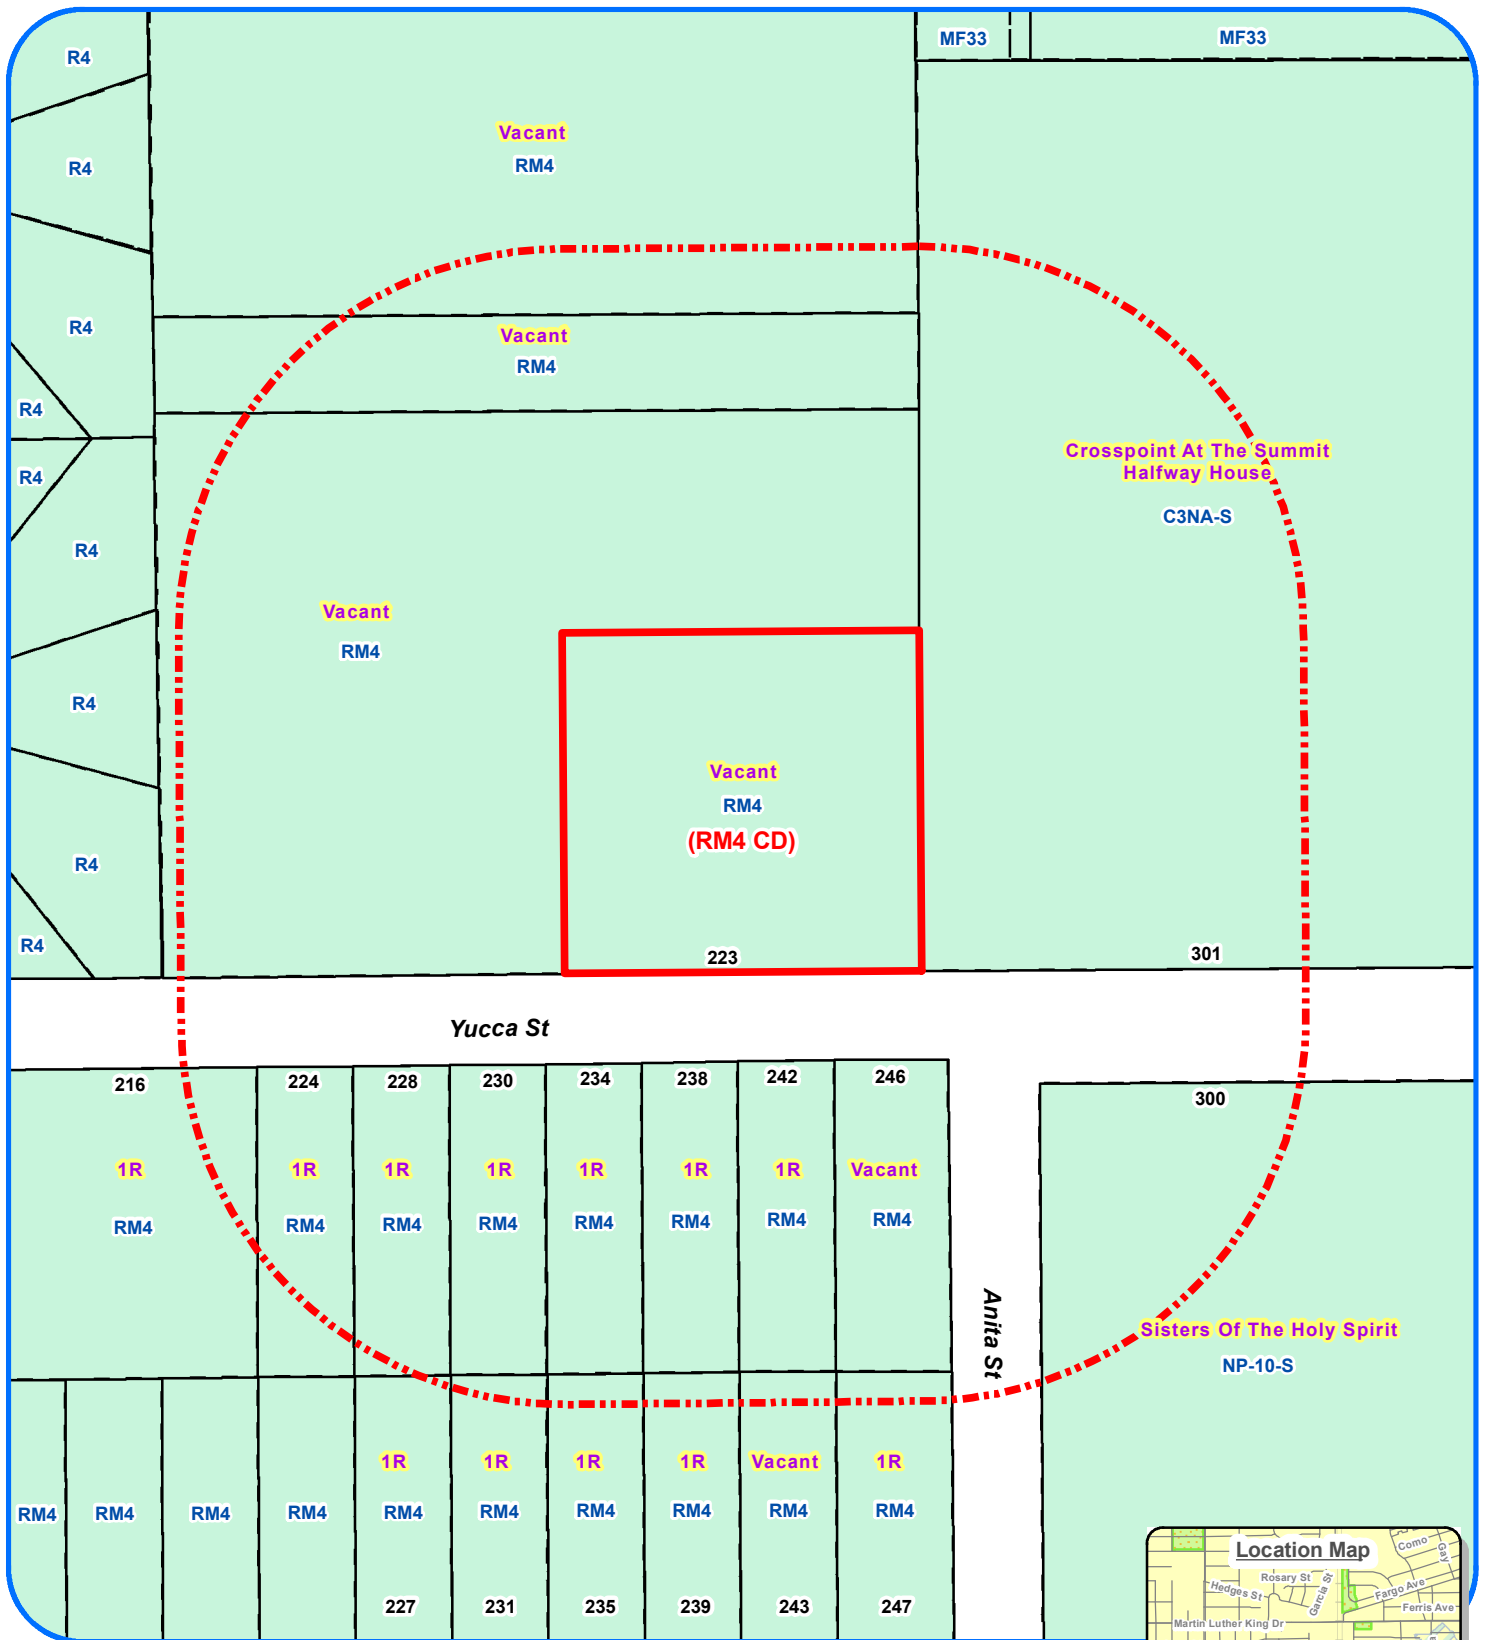 R4
MF33
MF33
Vacant
RM4
R4
R4
Vacant
RM4
R4
Crosspoint At The Summit
Halfway House
C3NA-S
R4
R4
Vacant
RM4
R4
Vacant
RM4
(RM4 CD)
R4
R4
223
301
Yucca St
216
224
228
230
234
238
242
246
300
1R
1R
1R
1R
1R
1R
1R
Vacant
RM4
RM4
RM4
RM4
RM4
RM4
RM4
RM4
Anita St
Sisters Of The Holy Spirit
NP-10-S
1R
1R
1R
1R
Vacant
1R
RM4
RM4
RM4
RM4
RM4
RM4
RM4
RM4
RM4
RM4
227
231
235
239
243
247
Location Map
Como
Gay
Rosary St
Hedges St
Garcia St
Fargo Ave
Ferris Ave
Martin Luther King Dr